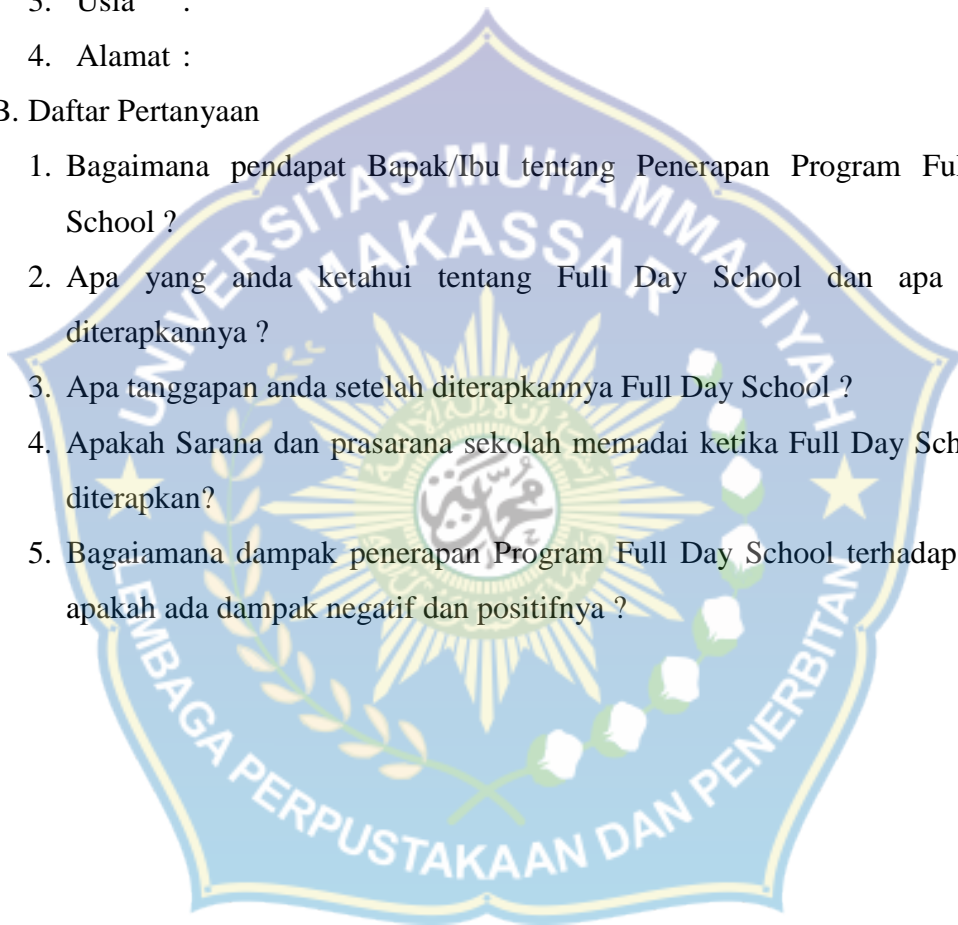 3. Usia :
4. Alamat :
B. Daftar Pertanyaan
1. Bagaimana pendapat Bapak/Ibu tentang Penerapan Program Ful
School ?
2. Apa yang anda ketahui tentang Full Day School dan apa
diterapkannya ?
3. Apa tanggapan anda setelah diterapkannya Full Day School ?
4. Apakah Sarana dan prasarana sekolah memadai ketika Full Day Sch
diterapkan?
5. Bagaiamana dampak penerapan Program Full Day School terhadap
apakah ada dampak negatif dan positifnya ?
UNIVERSITAS MUHAMMADIYAH
MAKASSAR
LEMBAGA PERPUSTAKAAN DAN PENERBITAN